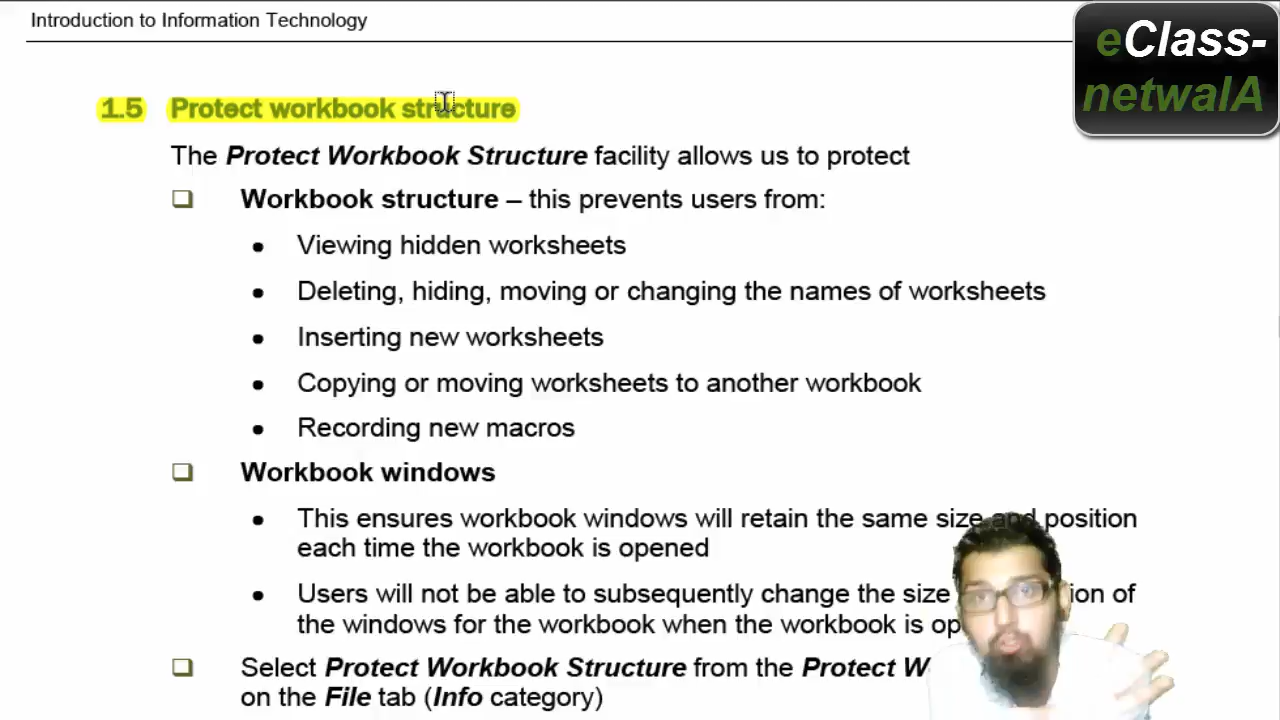 Introduction to Information Technology
eClass-
netwalA
1.5 Protect workbook structure
The Protect Workbook Structure facility allows us to protect
❑ Workbook structure – this prevents users from:
• Viewing hidden worksheets
• Deleting, hiding, moving or changing the names of worksheets
• Inserting new worksheets
• Copying or moving worksheets to another workbook
• Recording new macros
❑ Workbook windows
• This ensures workbook windows will retain the same size and position
each time the workbook is opened
• Users will not be able to subsequently change the size of
the windows for the workbook when the workbook is
❑ Select Protect Workbook Structure from the Protect
on the File tab (Info category)